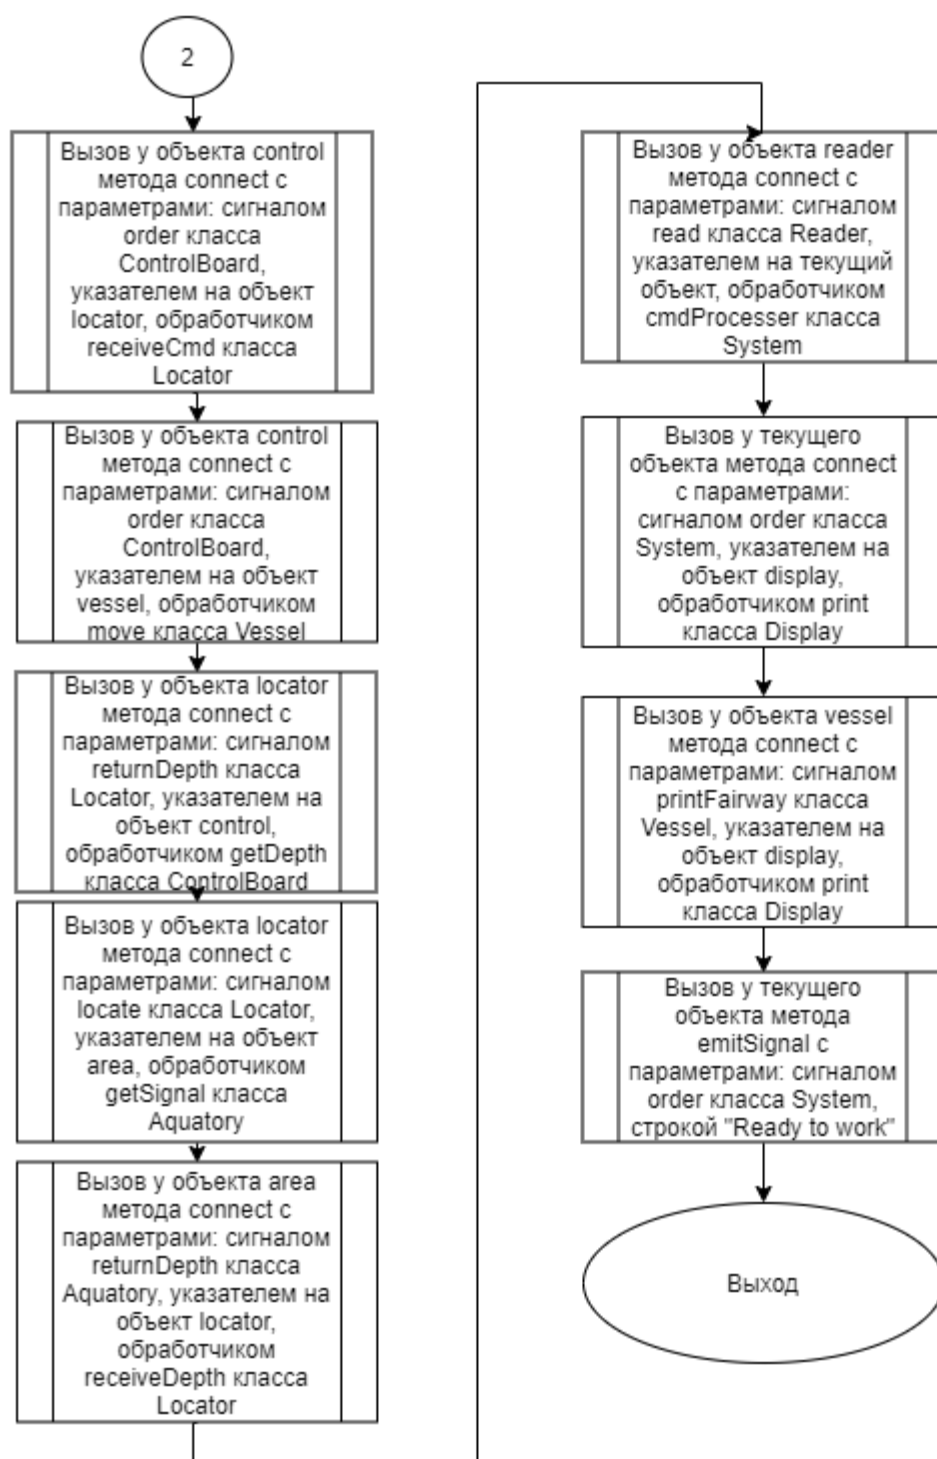 2
Вызов у объекта control
метода connect с
параметрами: сигналом
order класса
ControlBoard,
указателем на объект
locator, обработчиком
receiveCmd класса
Locator
Вызов у объекта control
метода connect с
параметрами: сигналом
order класса
ControlBoard,
указателем на объект
vessel, обработчиком
move класса Vessel
Вызов у объекта locator
метода connect с
параметрами: сигналом
returnDepth класса
Locator, указателем на
объект control,
обработчиком getDepth
класса ControlBoard
Вызов у объекта locator
метода connect с
параметрами: сигналом
locate класса Locator,
указателем на объект
area, обработчиком
getSignal класса
Aquatory
Вызов у объекта area
метода connect с
параметрами: сигналом
returnDepth класса
Aquatory, указателем на
объект locator,
обработчиком
receiveDepth класса
Locator
Вызов у объекта reader
метода connect с
параметрами: сигналом
read класса Reader,
указателем на текущий
объект, обработчиком
cmdProcesser класса
System
Вызов у текущего
объекта метода connect
с параметрами:
сигналом order класса
System, указателем на
объект display,
обработчиком print
класса Display
Вызов у объекта vessel
метода connect с
параметрами: сигналом
printFairway класса
Vessel, указателем на
объект display,
обработчиком print
класса Display
Вызов у текущего
объекта метода
emitSignal с
параметрами: сигналом
order класса System,
строкой "Ready to work"
Выход